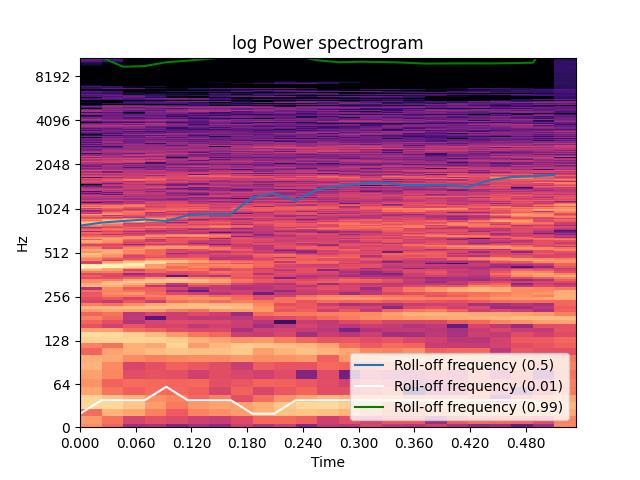 log Power spectrogram
Hz
8192
4096
2048
1024
512
256
128
64
0
Roll-off frequency (0.5)
Roll-off frequency (0.01)
Roll-off frequency (0.99)
0.000 0.060 0.120 0.180 0.240 0.300 0.360 0.420 0.480
Time